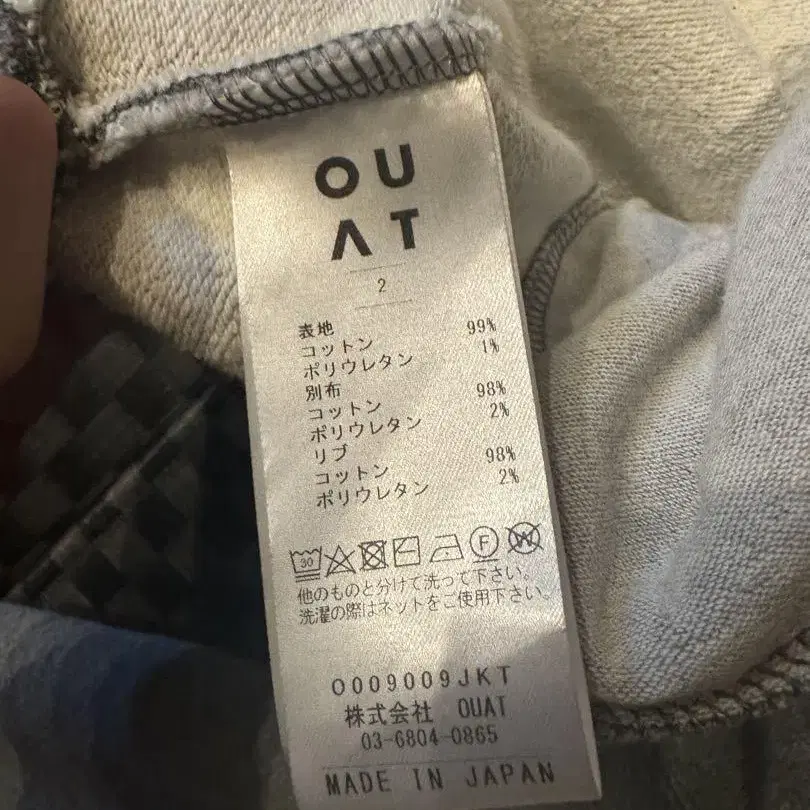 OU
AT
2
表地
コットン 99%
ポリウレタン 1%
別布
コットン 98%
ポリウレタン 2%
リブ
コットン 98%
ポリウレタン 2%
30 F W
他のものと分けて洗って下さい。
洗濯の際はネットをご使用下さい。
O009009JKT
株式会社 OUAT
03-6804-0865
MADE IN JAPAN